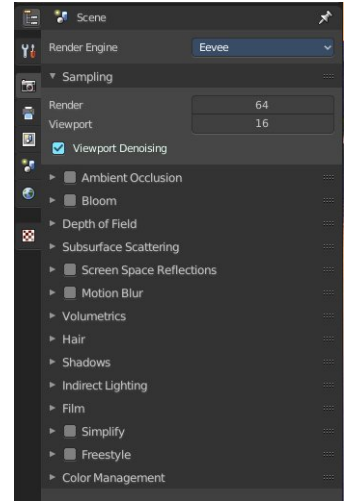 Scene
Render Engine Eevee
Sampling
Render 64
Viewport 16
Viewport Denoising
Ambient Occlusion
Bloom
Depth of Field
Subsurface Scattering
Screen Space Reflections
Motion Blur
Volumetrics
Hair
Shadows
Indirect Lighting
Film
Simplify
Freestyle
Color Management